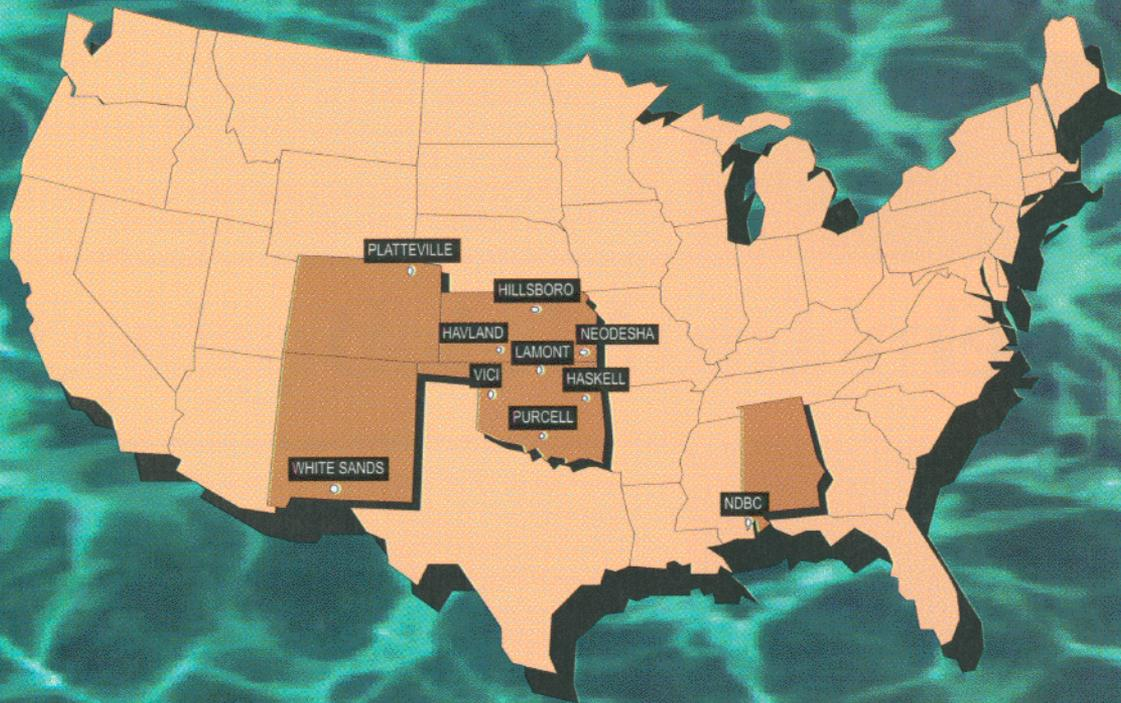 PLATTEVILLE
HILLSBORO
HAVLAND
NEODESHA
LAMONT
VICI
HASKELL
PURCELL
WHITE SANDS
NDBC